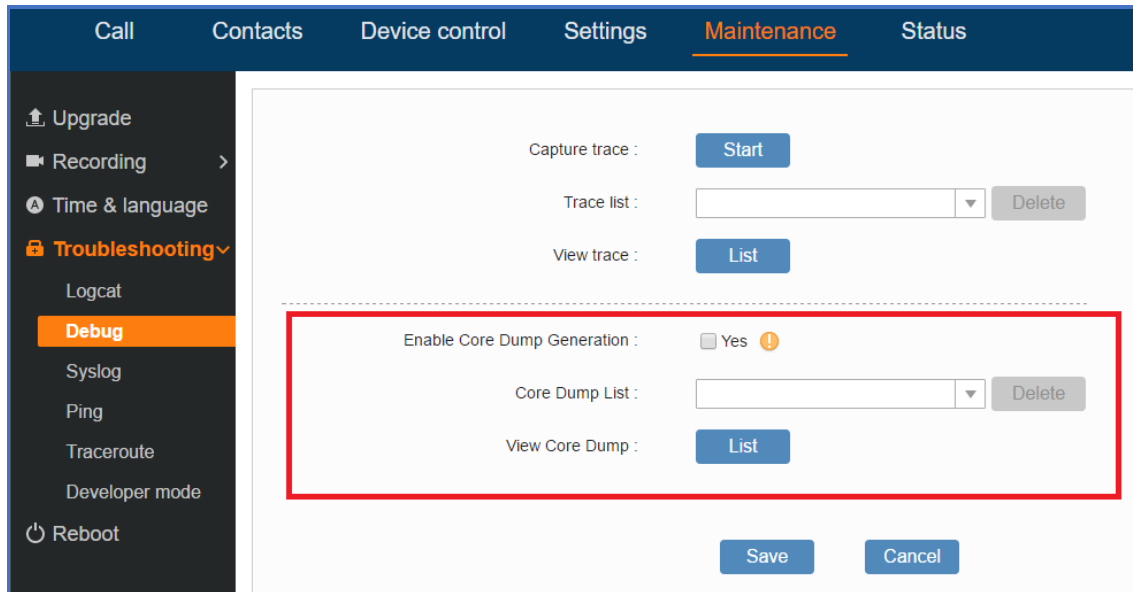 Call Contacts Device control Settings Maintenance Status
Upgrade
Recording
Time & language
Troubleshooting
Logcat
Debug
Syslog
Ping
Traceroute
Developer mode
Reboot
Capture trace : Start
Trace list : Delete
View trace : List
Enable Core Dump Generation : Yes
Core Dump List : Delete
View Core Dump : List
Save Cancel